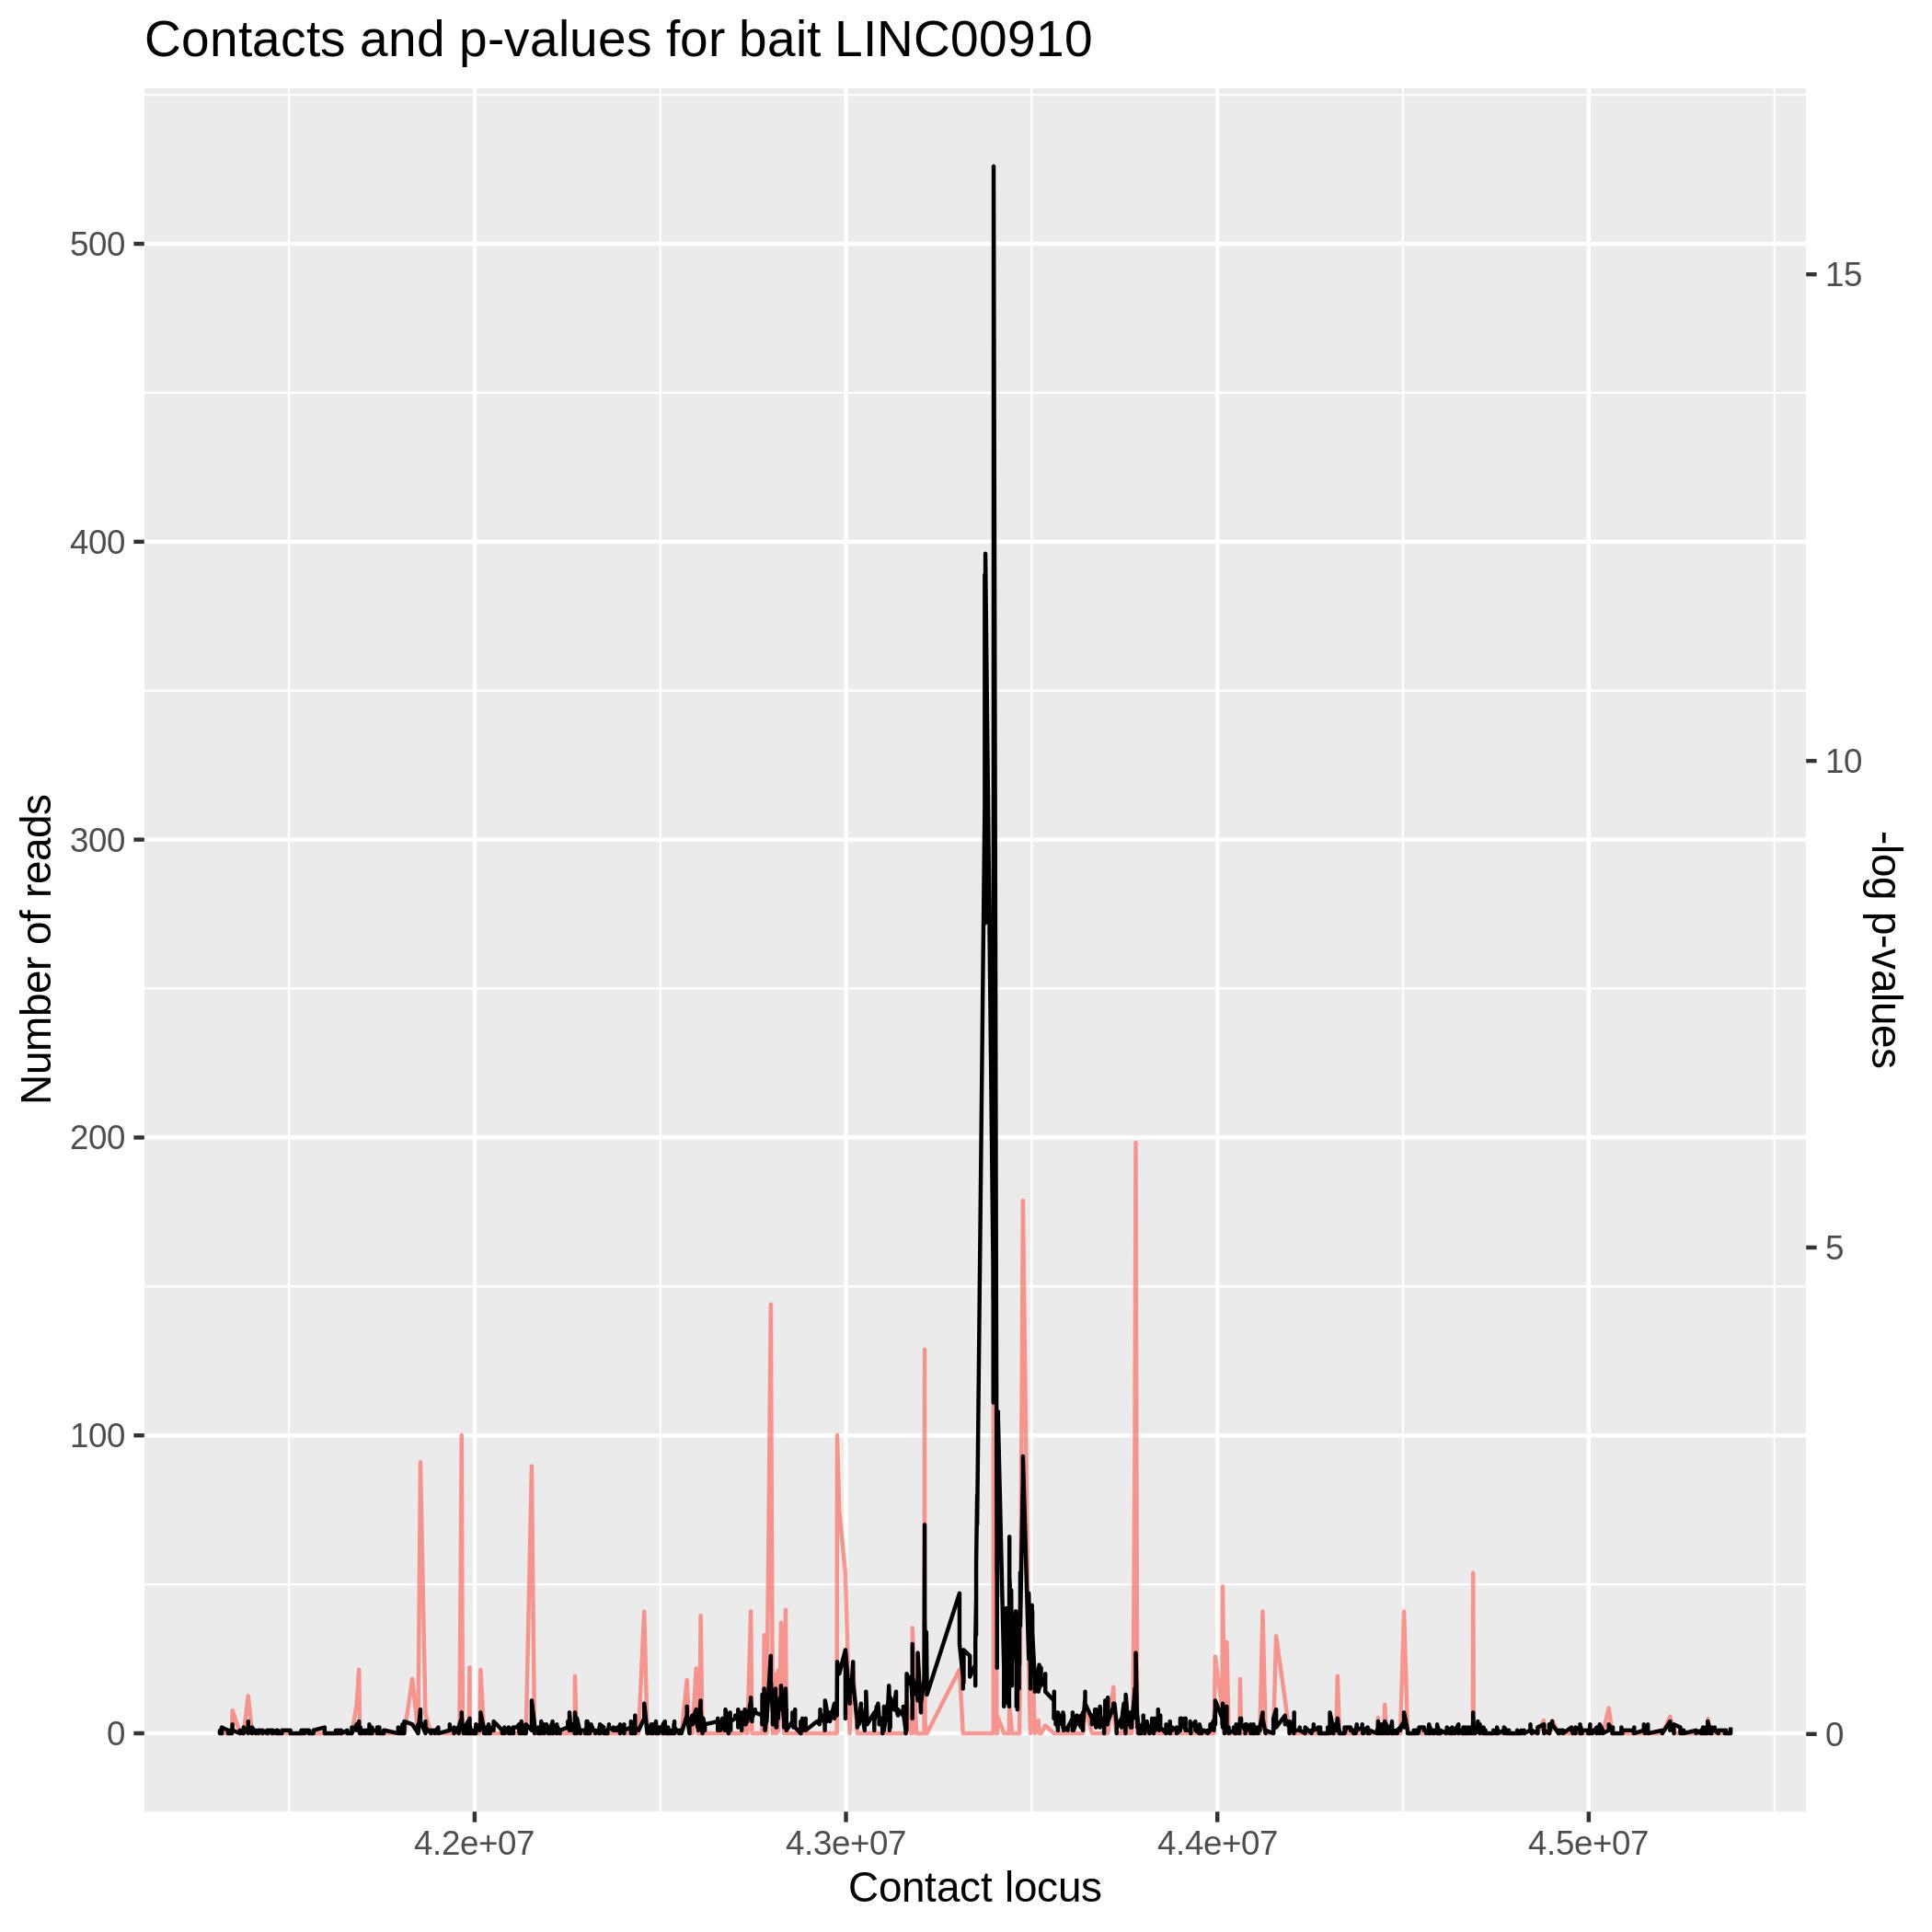 Contacts and p-values for bait LINC00910
500
400
300
200
100
0
Number of reads
15
10
5
0
-log p-values
4.2e+07
4.3e+07
4.4e+07
4.5e+07
Contact locus